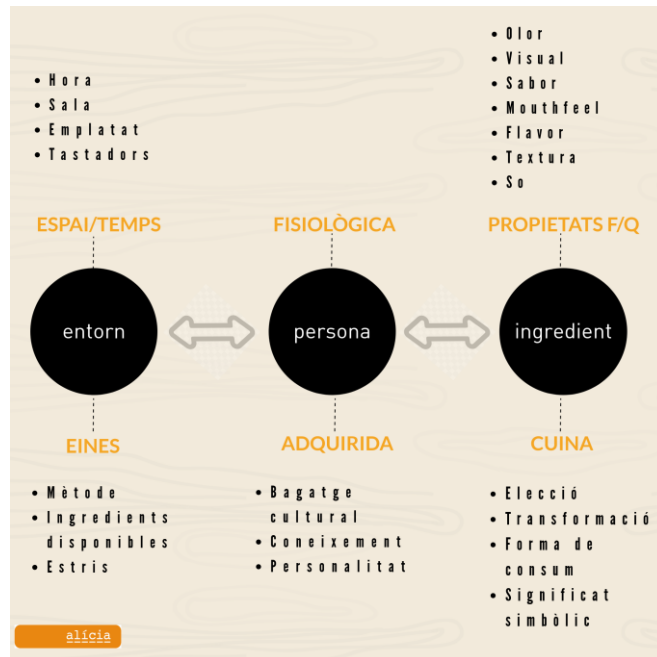 • Hora
• Sala
• Emplatat
• Tastadors
• Olor
• Visual
• Sabor
• Mouthfeel
• Flavor
• Textura
• So
ESPAI/TEMPS
FISIOLÒGICA
PROPIETATS F/Q
entorn
persona
ingredient
EINES
ADQUIRIDA
CUINA
• Mètode
• Ingredients
disponibles
• Estris
• Bagatge
cultural
• Coneixement
• Personalitat
• Elecció
• Transformació
• Forma de
consum
• Significat
simbòlic
alícia